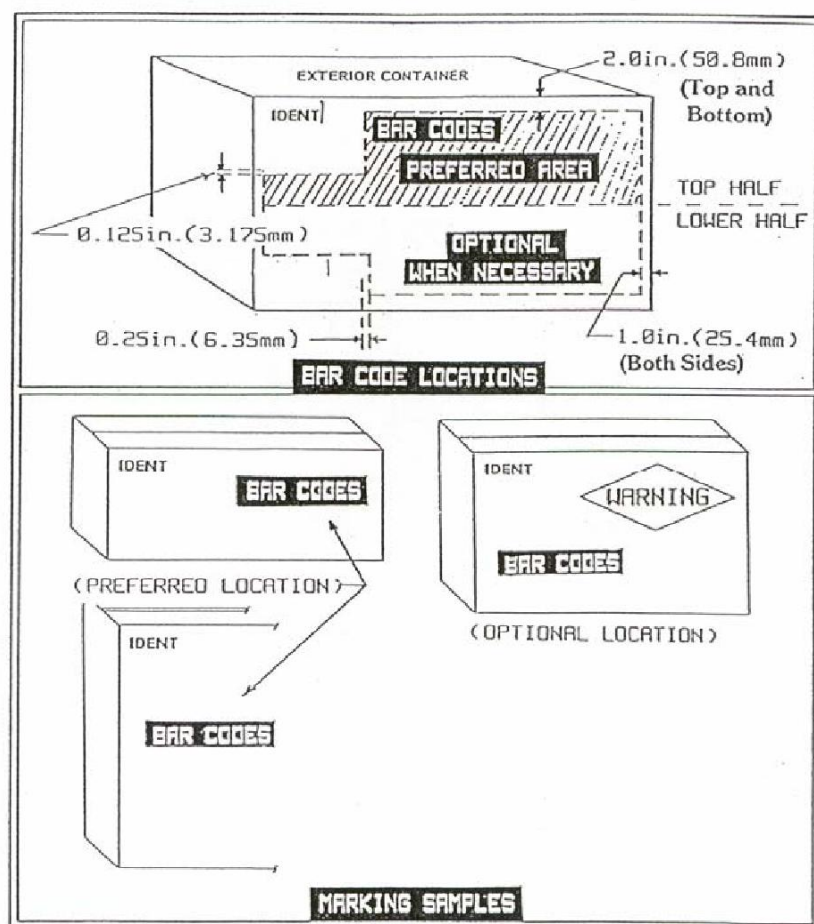 2.0in.(50.8mm)
(Top and
Bottom)
EXTERIOR CONTAINER
IDENT
BAR CODES
PREFERRED AREA
TOP HALF
LOWER HALF
0.125in.(3.175mm)
OPTIONAL
WHEN NECESSARY
0.25in.(6.35mm)
1.0in.(25.4mm)
(Both Sides)
BAR CODE LOCATIONS
IDENT
BAR CODES
(PREFERRED LOCATION)
IDENT
WARNING
BAR CODES
(OPTIONAL LOCATION)
IDENT
BAR CODES
MARKING SAMPLES